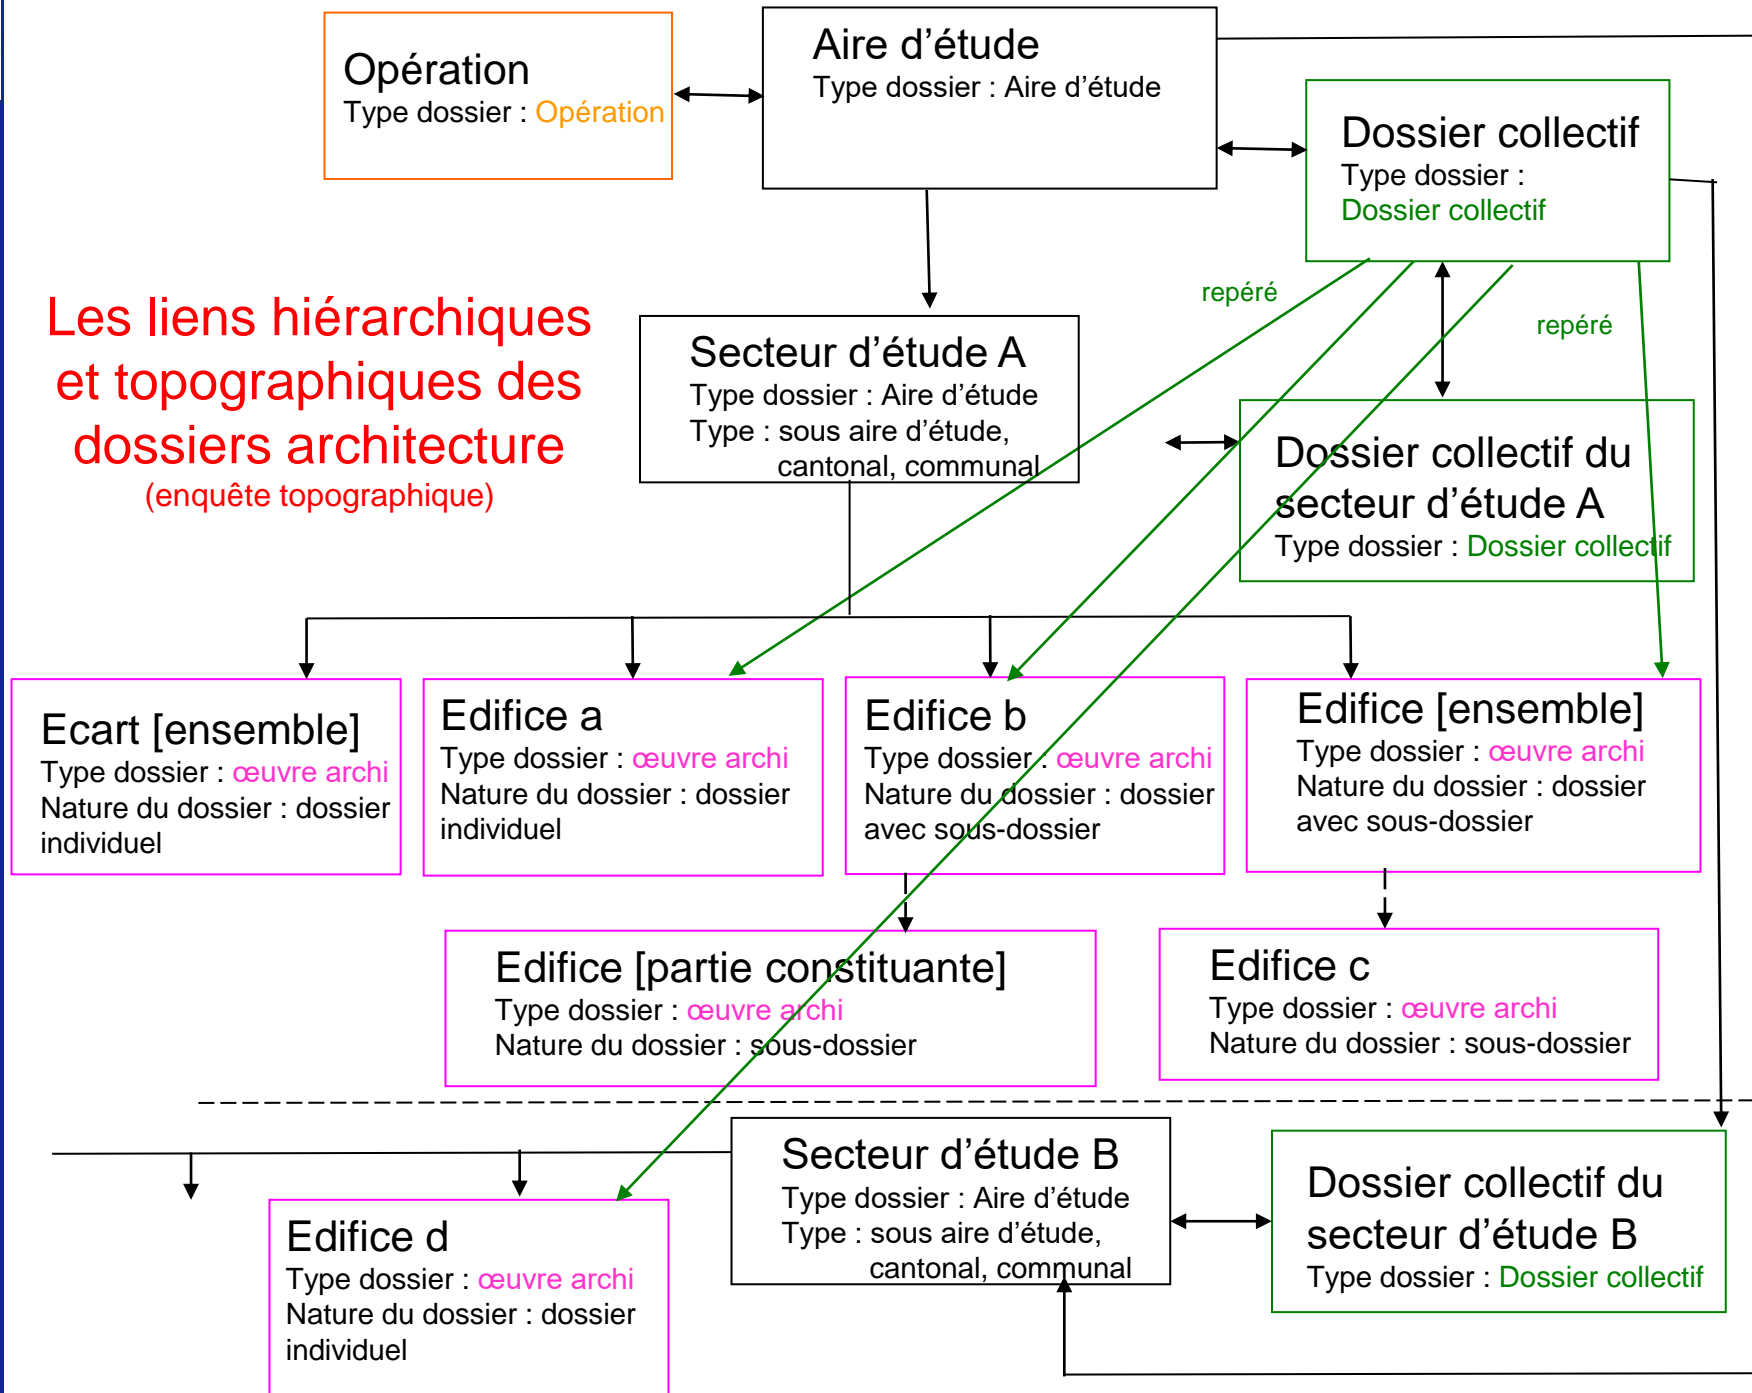 Opération
Type dossier : Opération
Aire d’étude
Type dossier : Aire d’étude
Dossier collectif
Type dossier :
Dossier collectif
repéré
repéré
Les liens hiérarchiques
et topographiques des
dossiers architecture
(enquête topographique)
Secteur d’étude A
Type dossier : Aire d’étude
Type : sous aire d’étude,
cantonal, communal
Dossier collectif du
secteur d’étude A
Type dossier : Dossier collectif
Ecart [ensemble]
Type dossier : œuvre archi
Nature du dossier : dossier
individuel
Edifice a
Type dossier : œuvre archi
Nature du dossier : dossier
individuel
Edifice b
Type dossier : œuvre archi
Nature du dossier : dossier
avec sous-dossier
Edifice [ensemble]
Type dossier : œuvre archi
Nature du dossier : dossier
avec sous-dossier
Edifice [partie constituante]
Type dossier : œuvre archi
Nature du dossier : sous-dossier
Edifice c
Type dossier : œuvre archi
Nature du dossier : sous-dossier
Secteur d’étude B
Type dossier : Aire d’étude
Type : sous aire d’étude,
cantonal, communal
Dossier collectif du
secteur d’étude B
Type dossier : Dossier collectif
Edifice d
Type dossier : œuvre archi
Nature du dossier : dossier
individuel